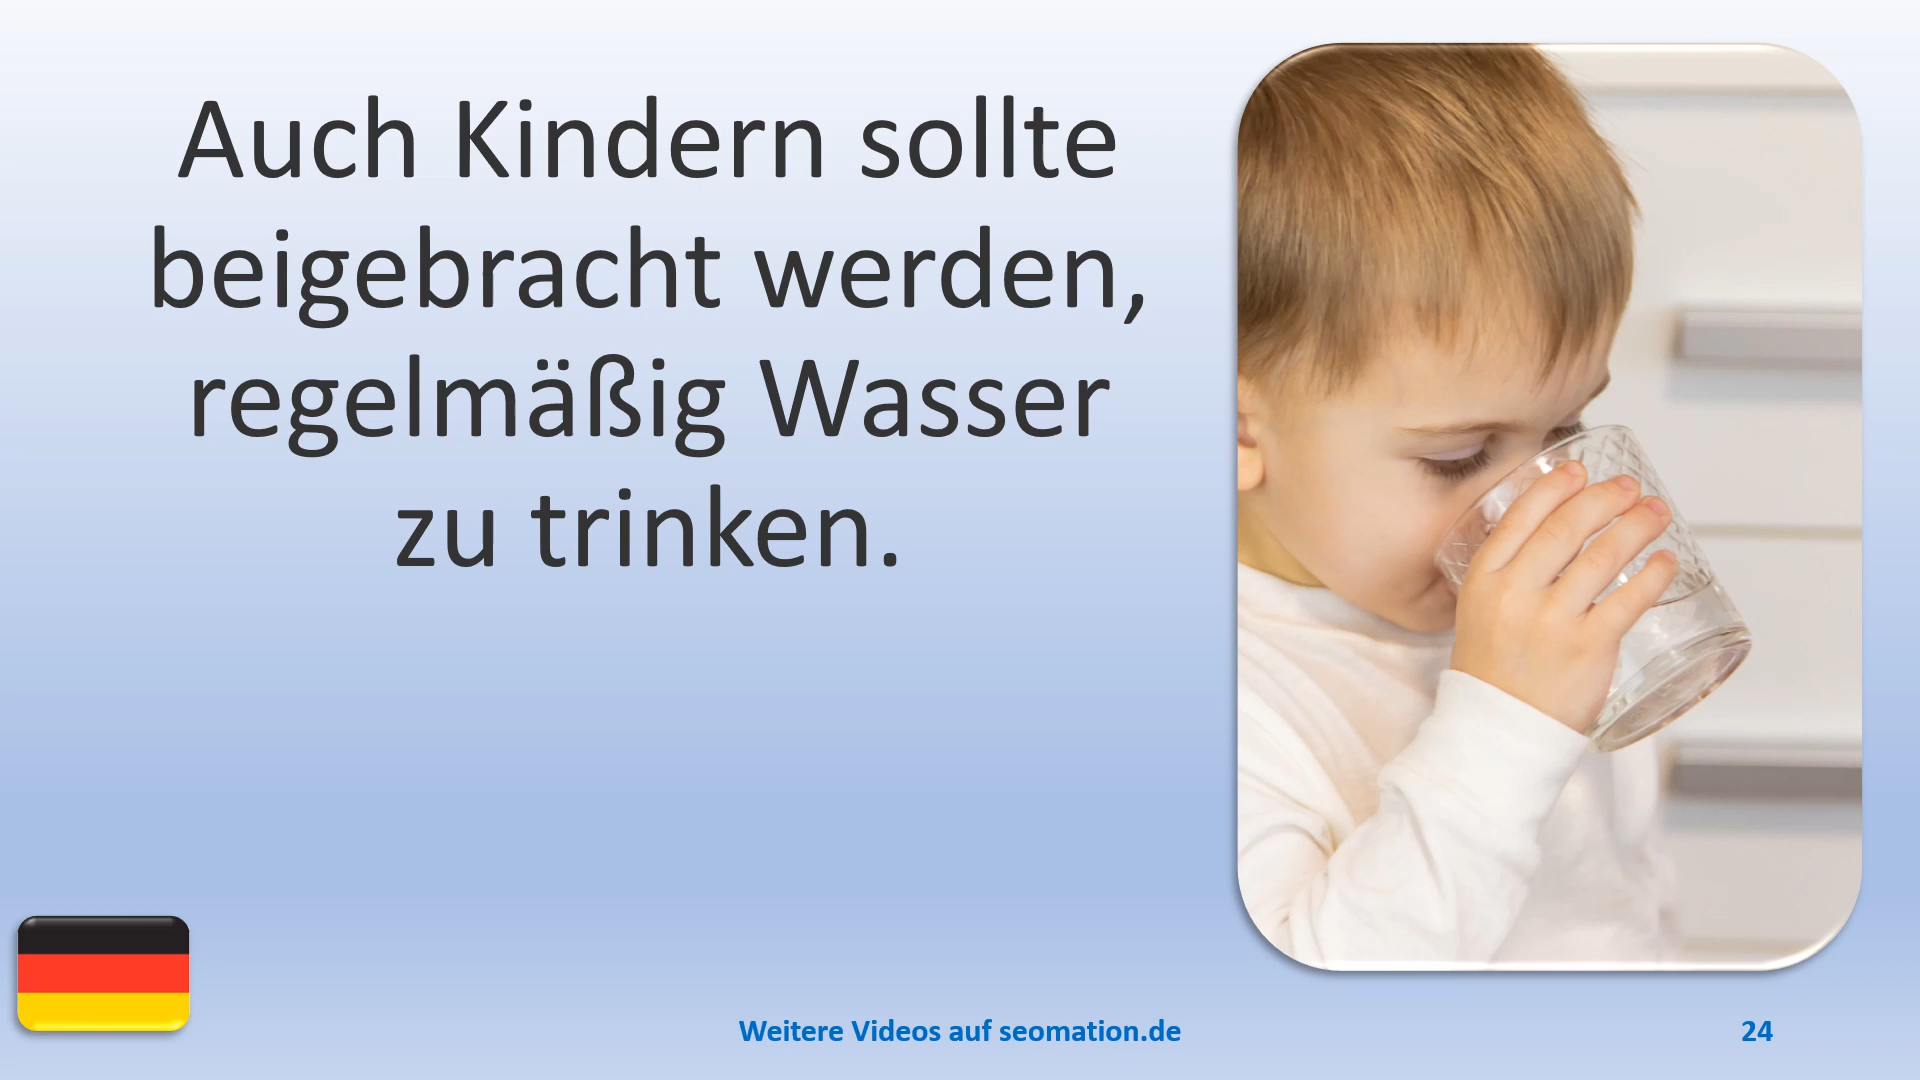 Auch Kindern sollte
beigebracht werden,
regelmäßig Wasser
zu trinken.
Weitere Videos auf seomation.de
24